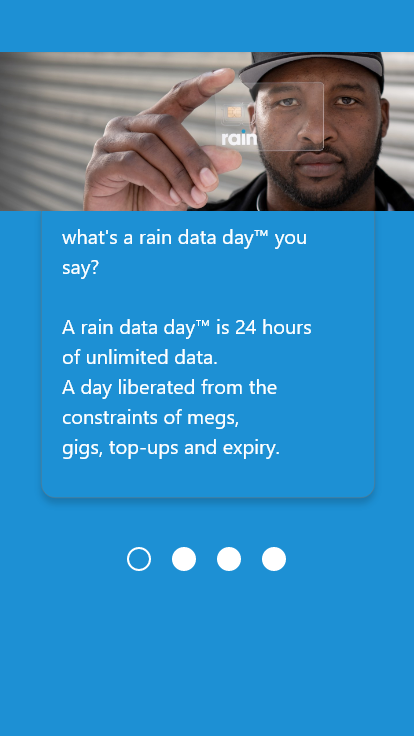 rain
what's a rain data day™ you
say?
A rain data day™ is 24 hours
of unlimited data.
A day liberated from the
constraints of megs,
gigs, top-ups and expiry.